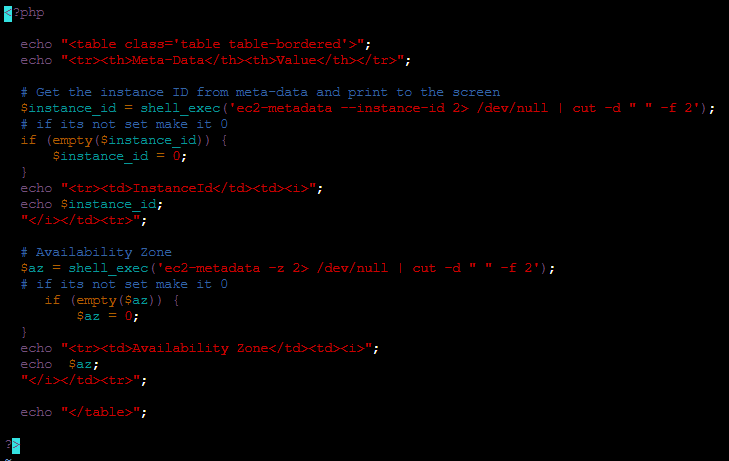 <?php
echo "<table class='table table-bordered'>";
echo "<tr><th>Meta-Data</th><th>Value</th></tr>";
# Get the instance ID from meta-data and print to the screen
$instance_id = shell_exec('ec2-metadata --instance-id 2> /dev/null | cut -d " " -f 2');
# if its not set make it 0
if (empty($instance_id)) {
$instance_id = 0;
}
echo "<tr><td>InstanceId</td><td><i>";
echo $instance_id;
"</i></td><tr>";
# Availability Zone
$az = shell_exec('ec2-metadata -z 2> /dev/null | cut -d " " -f 2');
# if its not set make it 0
if (empty($az)) {
$az = 0;
}
echo "<tr><td>Availability Zone</td><td><i>";
echo  $az;
"</i></td><tr>";
echo "</table>";
?>
~